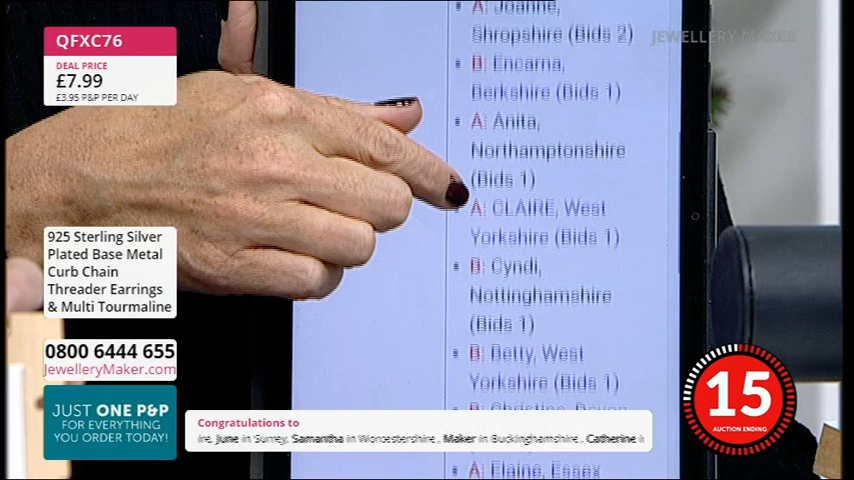 QFXC76
DEAL PRICE
£7.99
£3.95 P&P PER DAY
JEWELLERY MAKER
A: Joanne,
Shropshire (Bids 2)
B: Encarna,
Berkshire (Bids 1)
A: Anita,
Northamptonshire
(Bids 1)
A: CLAIRE, West
Yorkshire (Bids 1)
B: Cyndi,
Nottinghamshire
(Bids 1)
B: Betty, West
Yorkshire (Bids 1)
B: Christine, Devon
A: Elaine, Essex
925 Sterling Silver
Plated Base Metal
Curb Chain
Threader Earrings
& Multi Tourmaline
0800 6444 655
JewelleryMaker.com
JUST ONE P&P
FOR EVERYTHING
YOU ORDER TODAY!
Congratulations to
ire, June in Surrey, Samantha in Worcestershire, Maker in Buckinghamshire, Catherine i
15
AUCTION ENDING